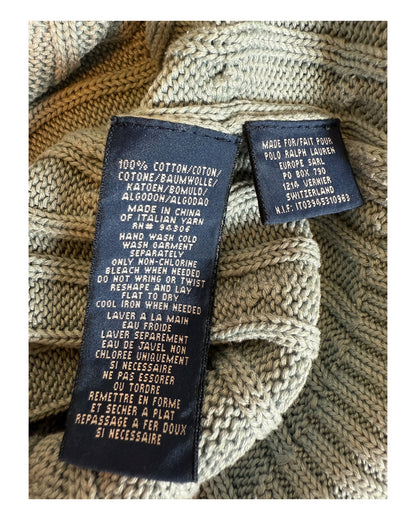 100% COTTON/COTON/
COTONE/BAUMWOLLE/
KATOEN/BOMULD/
ALGODON/ALGODAO
MADE IN CHINA
OF ITALIAN YARN
RN# 94306
HAND WASH COLD
WASH GARMENT
SEPARATELY
ONLY NON-CHLORINE
BLEACH WHEN NEEDED
DO NOT WRING OR TWIST
RESHAPE AND LAY
FLAT TO DRY
COOL IRON WHEN NEEDED
LAVER A LA MAIN
EAU FROIDE
LAVER SEPAREMENT
EAU DE JAVEL NON
CHLOREE UNIQUEMENT
SI NECESSAIRE
NE PAS ESSORER
OU TORDRE
REMETTRE EN FORME
ET SECHER A PLAT
REPASSAGE A FER DOUX
SI NECESSAIRE
MADE FOR/FAIT POUR
POLO RALPH LAUREN
EUROPE SARL
PO BOX 790
1214 VERNIER
SWITZERLAND
N.I.F: IT03945310963